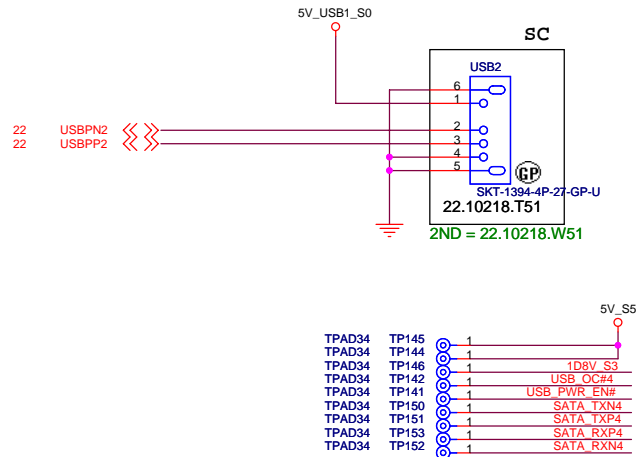 5V_USB1_S0
SC
USB2
6
1
22 USBPN2 2
22 USBPP2 3
4
5
GP
SKT-1394-4P-27-GP-U
22.10218.T51
2ND = 22.10218.W51
5V_S5
TPAD34 TP145 1
TPAD34 TP144 1
TPAD34 TP146 1 1D8V_S3
TPAD34 TP142 1 USB_OC#4
TPAD34 TP141 1 USB_PWR_EN#
TPAD34 TP150 1 SATA_TXN4
TPAD34 TP151 1 SATA_TXP4
TPAD34 TP153 1 SATA_RXP4
TPAD34 TP152 1 SATA_RXN4